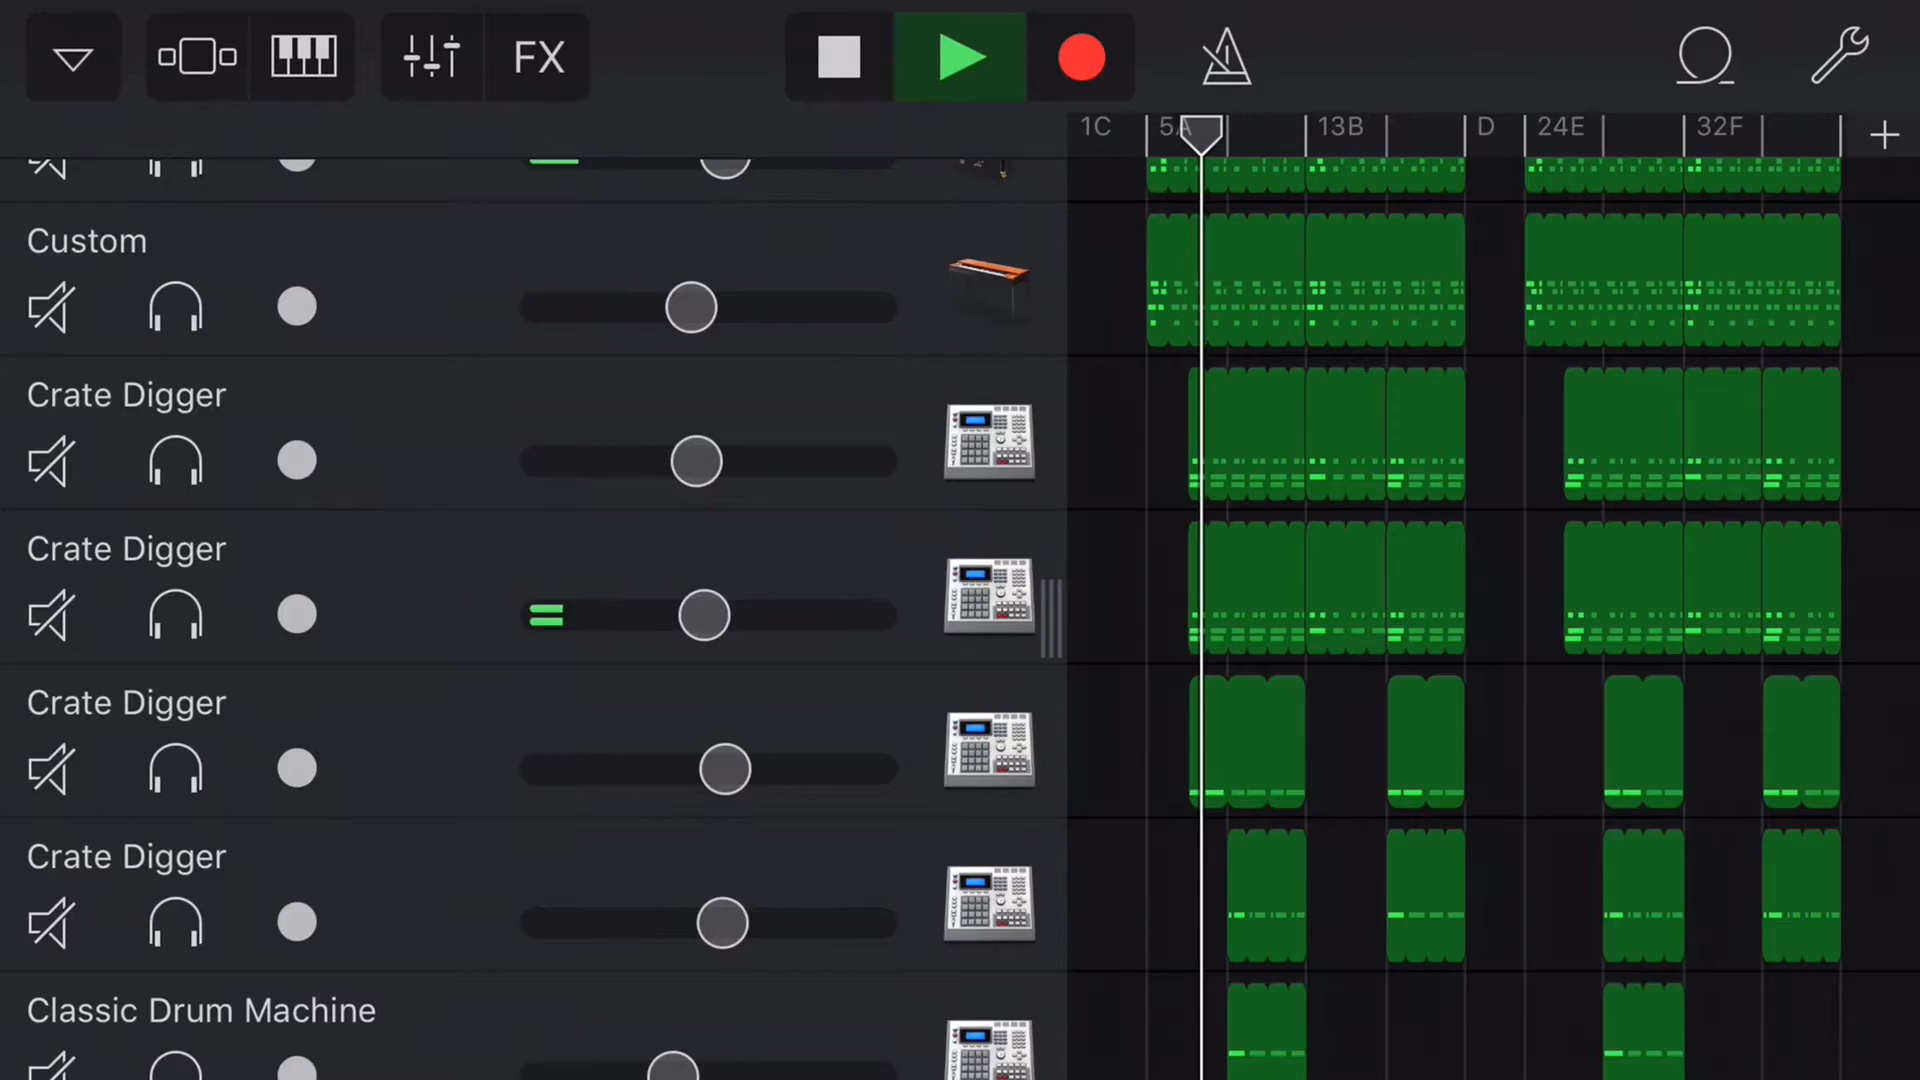 FX
1C 5A 13B D 24E 32F
Custom
Crate Digger
Crate Digger
Crate Digger
Crate Digger
Classic Drum Machine